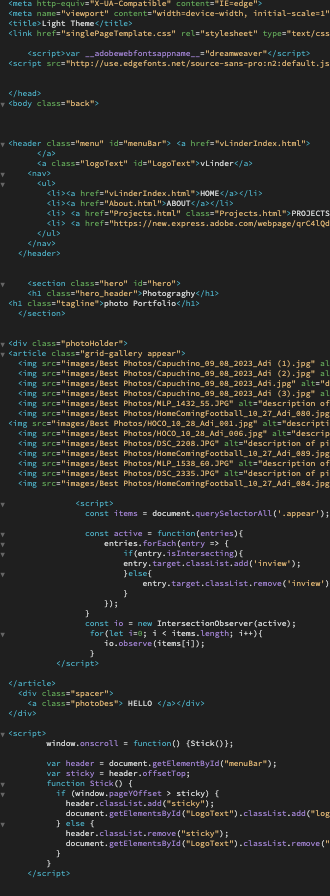 <meta http-equiv="X-UA-Compatible" content="IE=edge">
<meta name="viewport" content="width=device-width, initial-scale=1"
<title>Light Theme</title>
<link href="singlePageTemplate.css" rel="stylesheet" type="text/css
<script>var __adobewebfontsappname__="dreamweaver"</script>
<script src="http://use.edgefonts.net/source-sans-pro:n2:default.js
</head>
<body class="back">
<header class="menu" id="menuBar"> <a href="vLinderIndex.html">
</a>
<a class="logoText" id="LogoText">vLinder</a>
<nav>
<ul>
<li><a href="vLinderIndex.html">HOME</a></li>
<li><a href="About.html">ABOUT</a></li>
<li> <a href="Projects.html" class="Projects.html">PROJECTS
<li> <a href="https://new.express.adobe.com/webpage/qrC4lQd
</ul>
</nav>
</header>
<section class="hero" id="hero">
<h1 class="hero_header">Photograghy</h1>
<h1 class="tagline">photo Portfolio</h1>
</section>
<div class="photoHolder">
<article class="grid-gallery appear">
<img src="images/Best Photos/Capuchino_09_08_2023_Adi (1).jpg" al
<img src="images/Best Photos/Capuchino_09_08_2023_Adi (2).jpg" al
<img src="images/Best Photos/Capuchino_09_08_2023_Adi.jpg" alt="d
<img src="images/Best Photos/Capuchino_09_08_2023_Adi (3).jpg" al
<img src="images/Best Photos/MLP_1432_55.JPG" alt="description of
<img src="images/Best Photos/HomeComingFootball_10_27_Adi_080.jpg
<img src="images/Best Photos/HOCO_10_28_Adi_001.jpg" alt="descripti
<img src="images/Best Photos/HOCO_10_28_Adi_006.jpg" alt="descrip
<img src="images/Best Photos/DSC_2208.JPG" alt="description of pi
<img src="images/Best Photos/HomeComingFootball_10_27_Adi_089.jpg
<img src="images/Best Photos/MLP_1538_60.JPG" alt="description of
<img src="images/Best Photos/DSC_2335.JPG" alt="description of pi
<img src="images/Best Photos/HomeComingFootball_10_27_Adi_084.jpg
<script>
const items = document.querySelectorAll('.appear');
const active = function(entries){
entries.forEach(entry => {
if(entry.isIntersecting){
entry.target.classList.add('inview');
}else{
entry.target.classList.remove('inview')
}
});
}
const io = new IntersectionObserver(active);
for(let i=0; i < items.length; i++){
io.observe(items[i]);
}
</script>
</article>
<div class="spacer">
<a class="photoDes"> HELLO </a></div>
</div>
<script>
window.onscroll = function() {Stick()};
var header = document.getElementById("menuBar");
var sticky = header.offsetTop;
function Stick() {
if (window.pageYOffset > sticky) {
header.classList.add("sticky");
document.getElementsById("LogoText").classList.add("log
} else {
header.classList.remove("sticky");
document.getElementsById("LogoText").classList.remove("
}
}
</script>